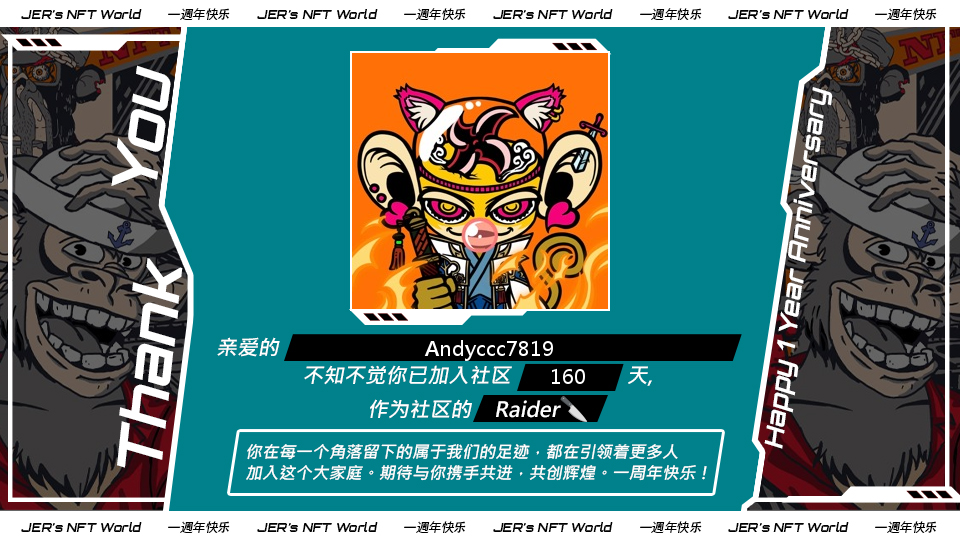 JER's NFT World 一週年快乐 JER's NFT World 一週年快乐 JER's NFT World 一週年快乐 JER's NFT World 一週年快乐
Thank You
Happy 1 Year Anniversary
亲爱的 Andyccc7819
不知不觉你已加入社区 160 天,
作为社区的 Raider🔪
你在每一个角落留下的属于我们的足迹，都在引领着更多人
加入这个大家庭。期待与你携手共进，共创辉煌。一周年快乐！
JER's NFT World 一週年快乐 JER's NFT World 一週年快乐 JER's NFT World 一週年快乐 JER's NFT World 一週年快乐